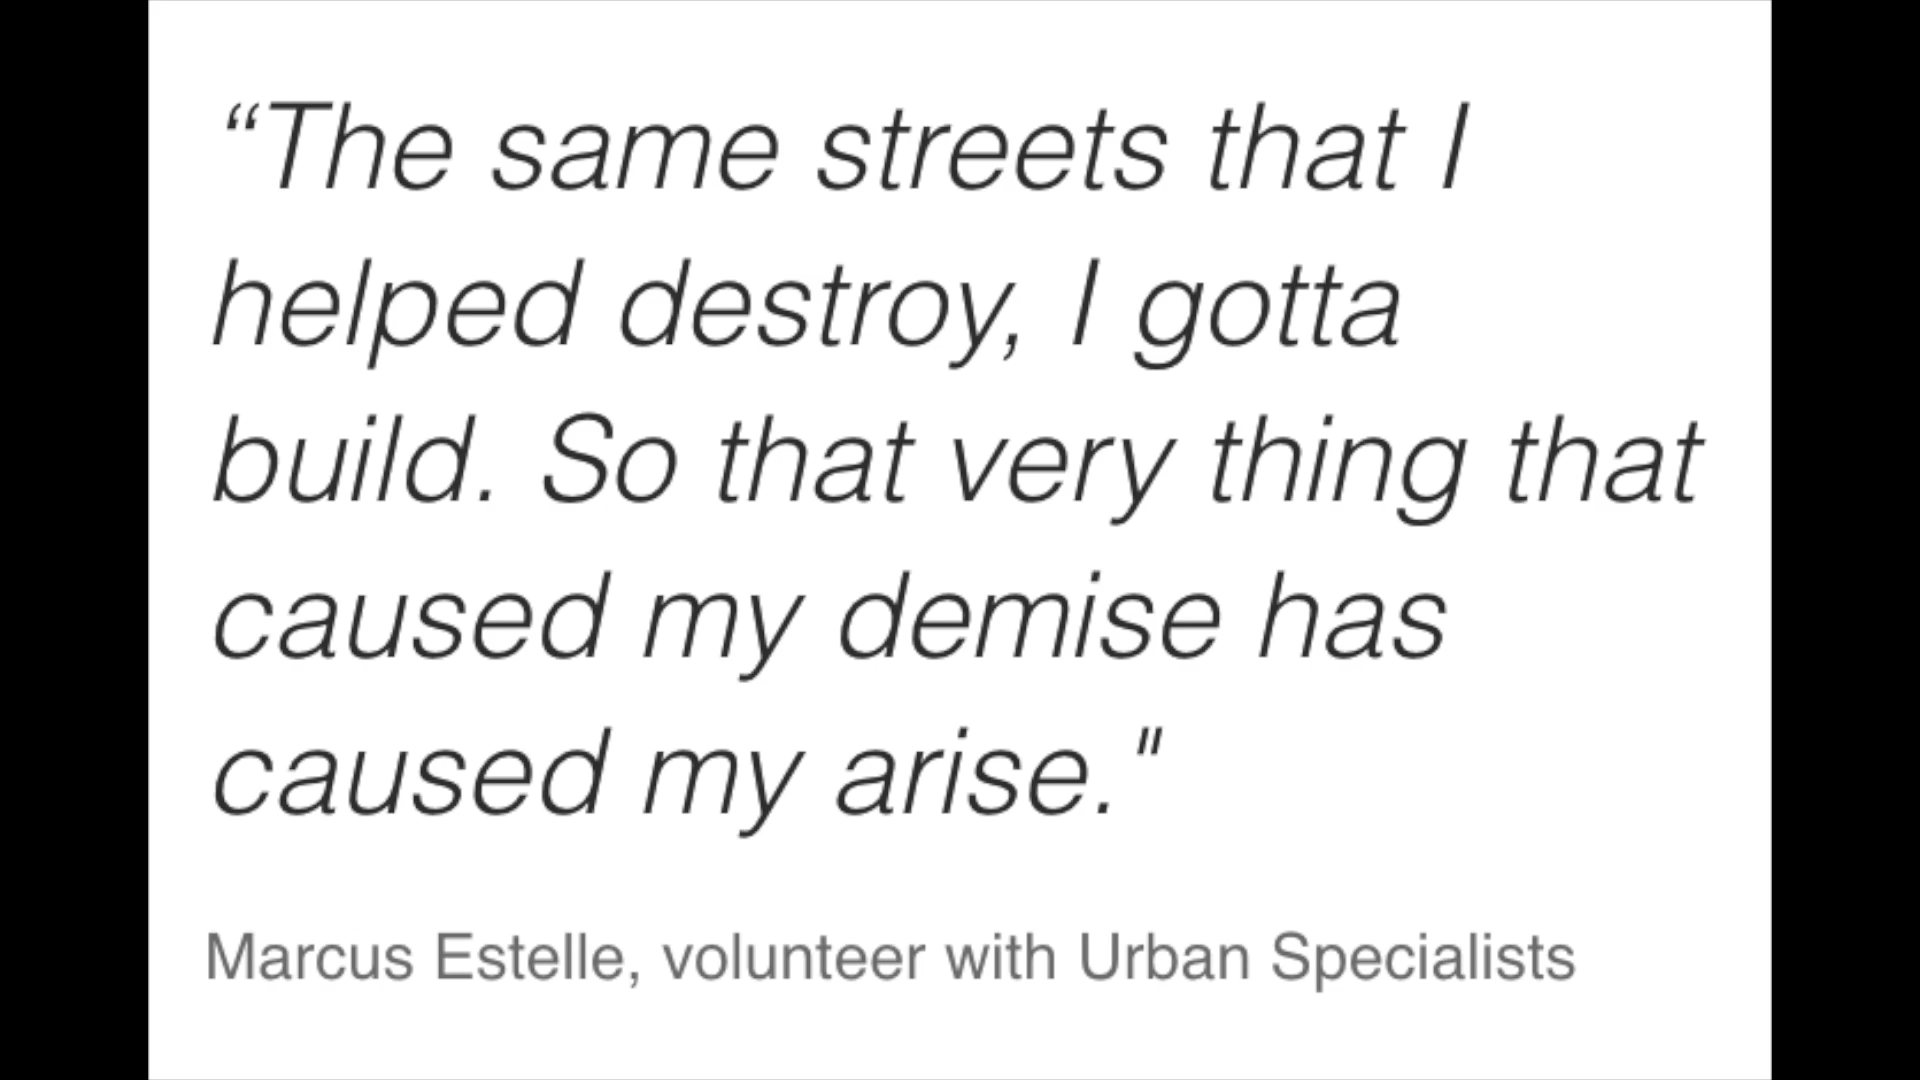 “The same streets that I
helped destroy, I gotta
build. So that very thing that
caused my demise has
caused my arise."
Marcus Estelle, volunteer with Urban Specialists